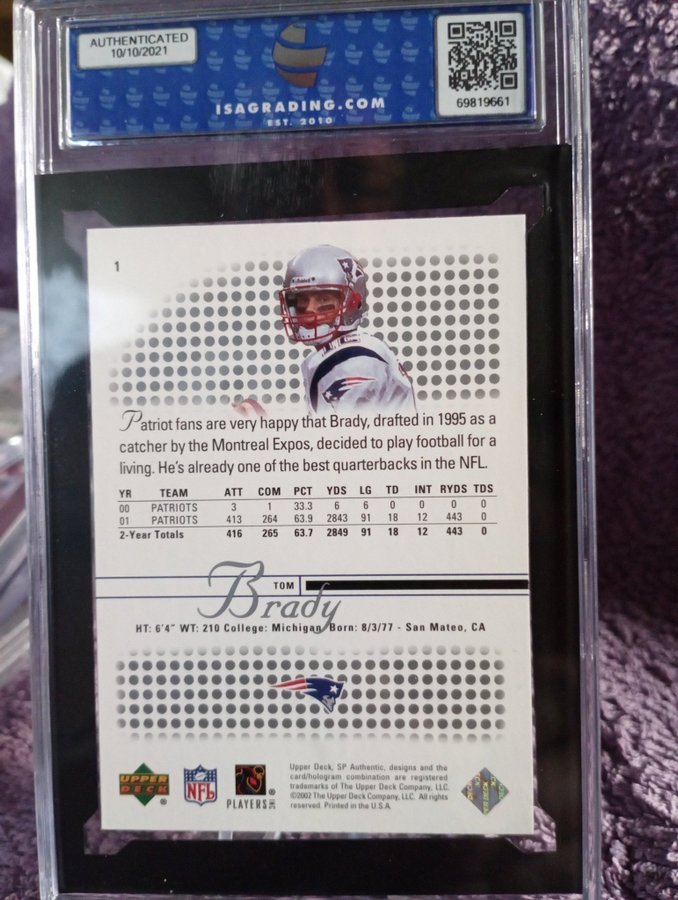 AUTHENTICATED
10/10/2021
ISAGRADING.COM
EST. 2010
69819661
1
Patriot fans are very happy that Brady, drafted in 1995 as a
catcher by the Montreal Expos, decided to play football for a
living. He's already one of the best quarterbacks in the NFL.
YR TEAM ATT COM PCT YDS LG TD INT RYDS TDS
00 PATRIOTS 3 1 33.3 6 6 0 0 0 0
01 PATRIOTS 413 264 63.9 2843 91 18 12 443 0
2-Year Totals 416 265 63.7 2849 91 18 12 443 0
TOM
Brady
HT: 6'4" WT: 210 College: Michigan Born: 8/3/77 - San Mateo, CA
UPPER
DECK
NFL
PLAYERS INC
Upper Deck, SP Authentic, designs and the
card/hologram combination are registered
trademarks of The Upper Deck Company, LLC.
©2002 The Upper Deck Company, LLC. All rights
reserved. Printed in the U.S.A.